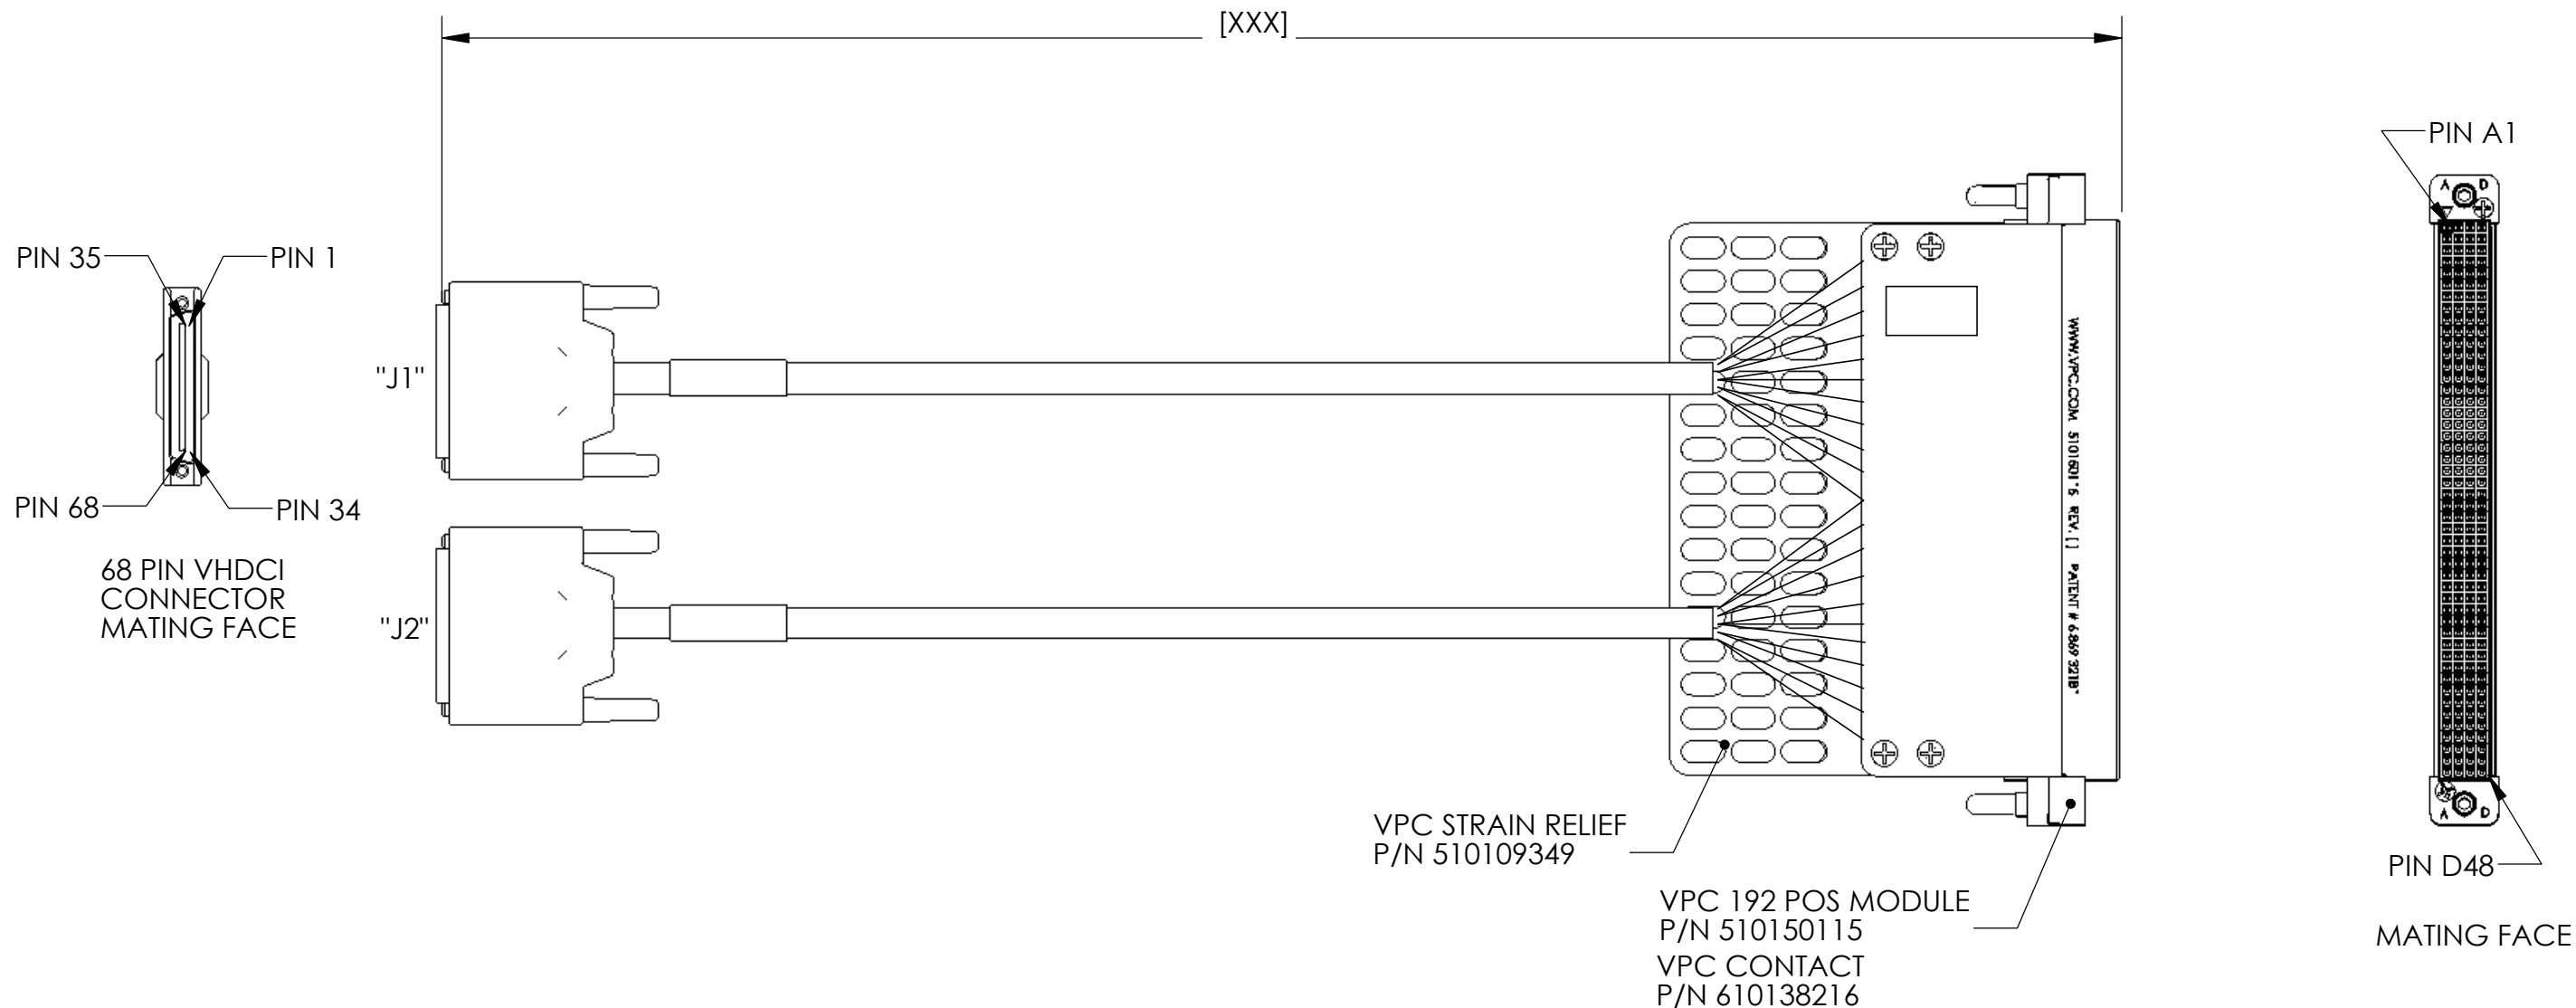 [XXX]
PIN A1
A D
PIN 35
PIN 1
"J1"
PIN 68
PIN 34
68 PIN VHDCI
CONNECTOR
MATING FACE
"J2"
WWW.VPC.COM REV. [ ] PATENT #
VPC STRAIN RELIEF
P/N 510109349
VPC 192 POS MODULE
P/N 510150115
VPC CONTACT
P/N 610138216
A D
PIN D48
MATING FACE